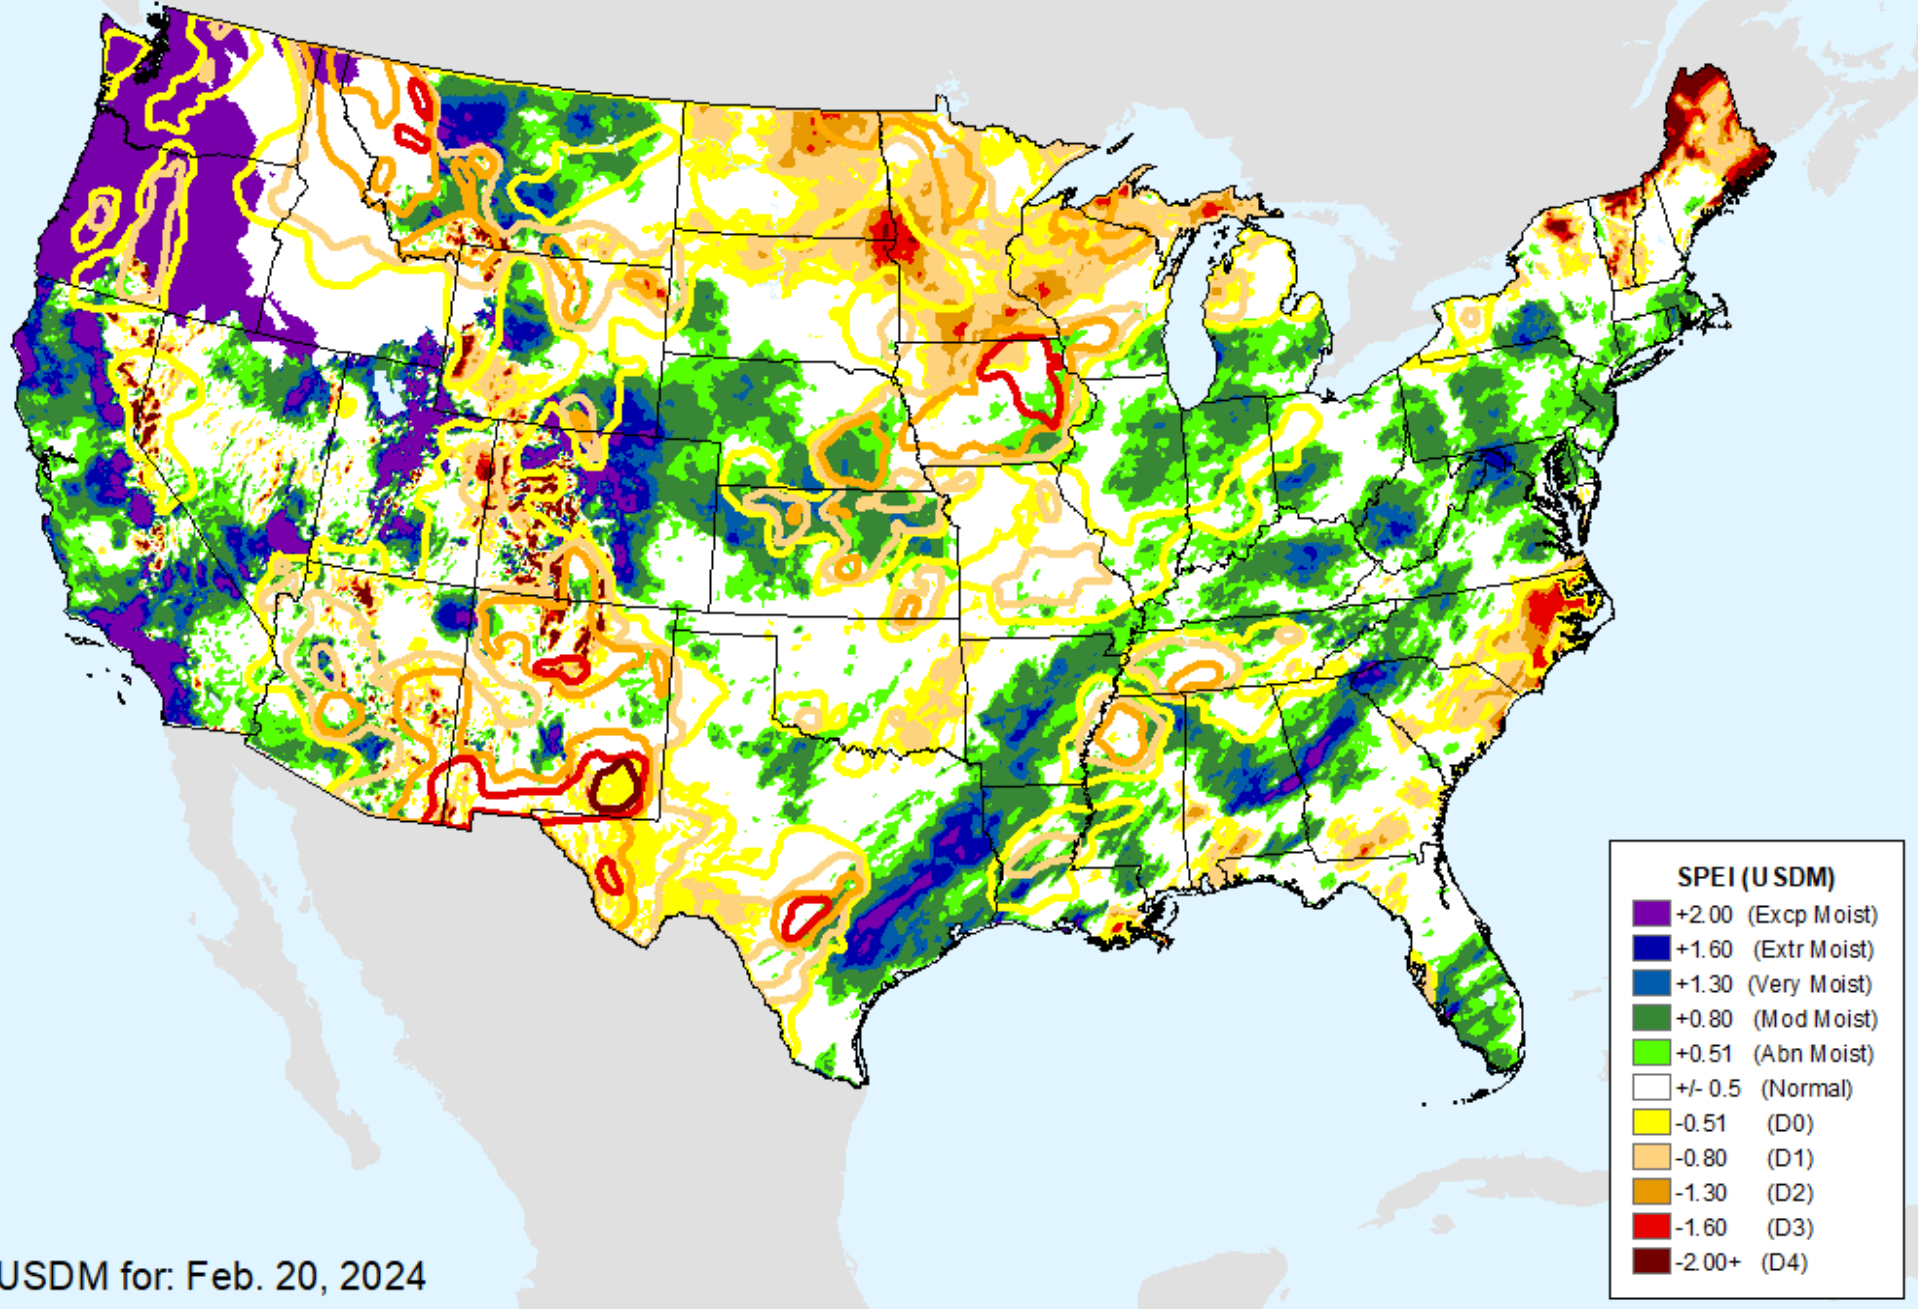 SPEI (USDM)
+2.00 (Excp Moist)
+1.60 (Extr Moist)
+1.30 (Very Moist)
+0.80 (Mod Moist)
+0.51 (Abn Moist)
+/- 0.5 (Normal)
-0.51 (D0)
-0.80 (D1)
-1.30 (D2)
-1.60 (D3)
-2.00+ (D4)
USDM for: Feb. 20, 2024